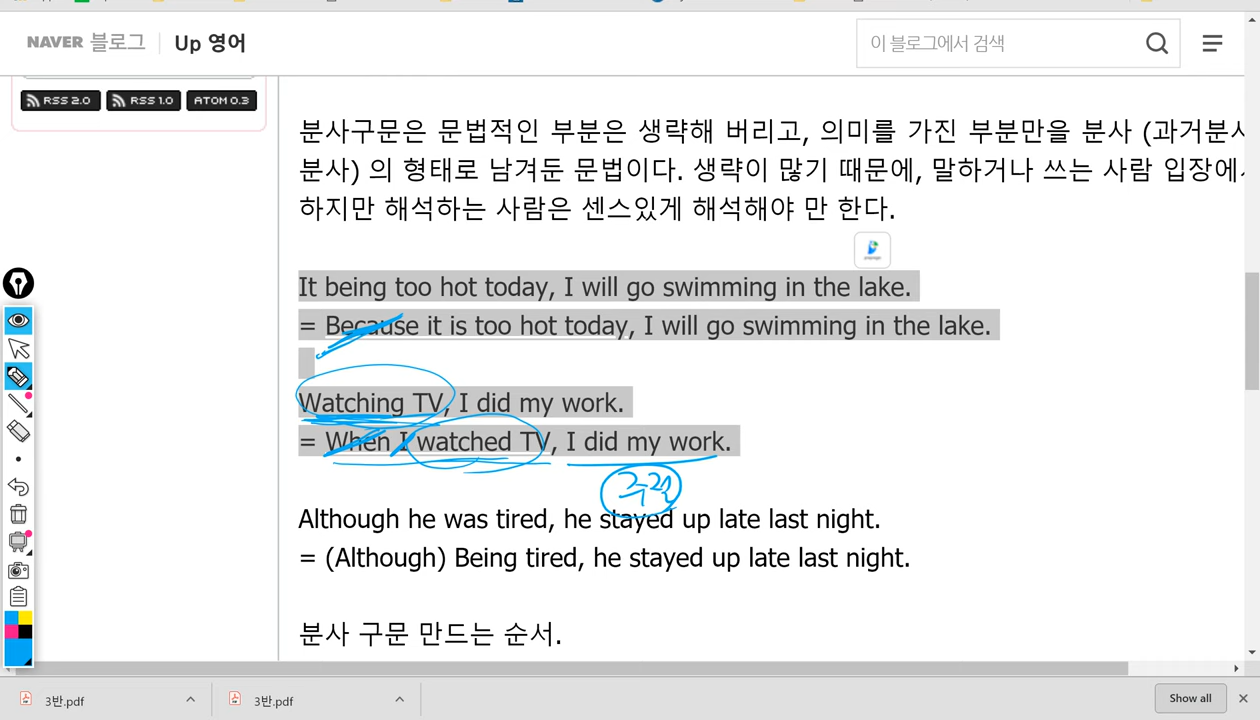 NAVER 블로그 Up 영어 이 블로그에서 검색
RSS 2.0 RSS 1.0 ATOM 0.3
분사구문은 문법적인 부분은 생략해 버리고, 의미를 가진 부분만을 분사 (과거분사
분사) 의 형태로 남겨둔 문법이다. 생략이 많기 때문에, 말하거나 쓰는 사람 입장에서
하지만 해석하는 사람은 센스있게 해석해야 만 한다.
It being too hot today, I will go swimming in the lake.
= Because it is too hot today, I will go swimming in the lake.
Watching TV, I did my work.
= When I watched TV, I did my work.
주절
Although he was tired, he stayed up late last night.
= (Although) Being tired, he stayed up late last night.
분사 구문 만드는 순서.
3반.pdf 3반.pdf Show all